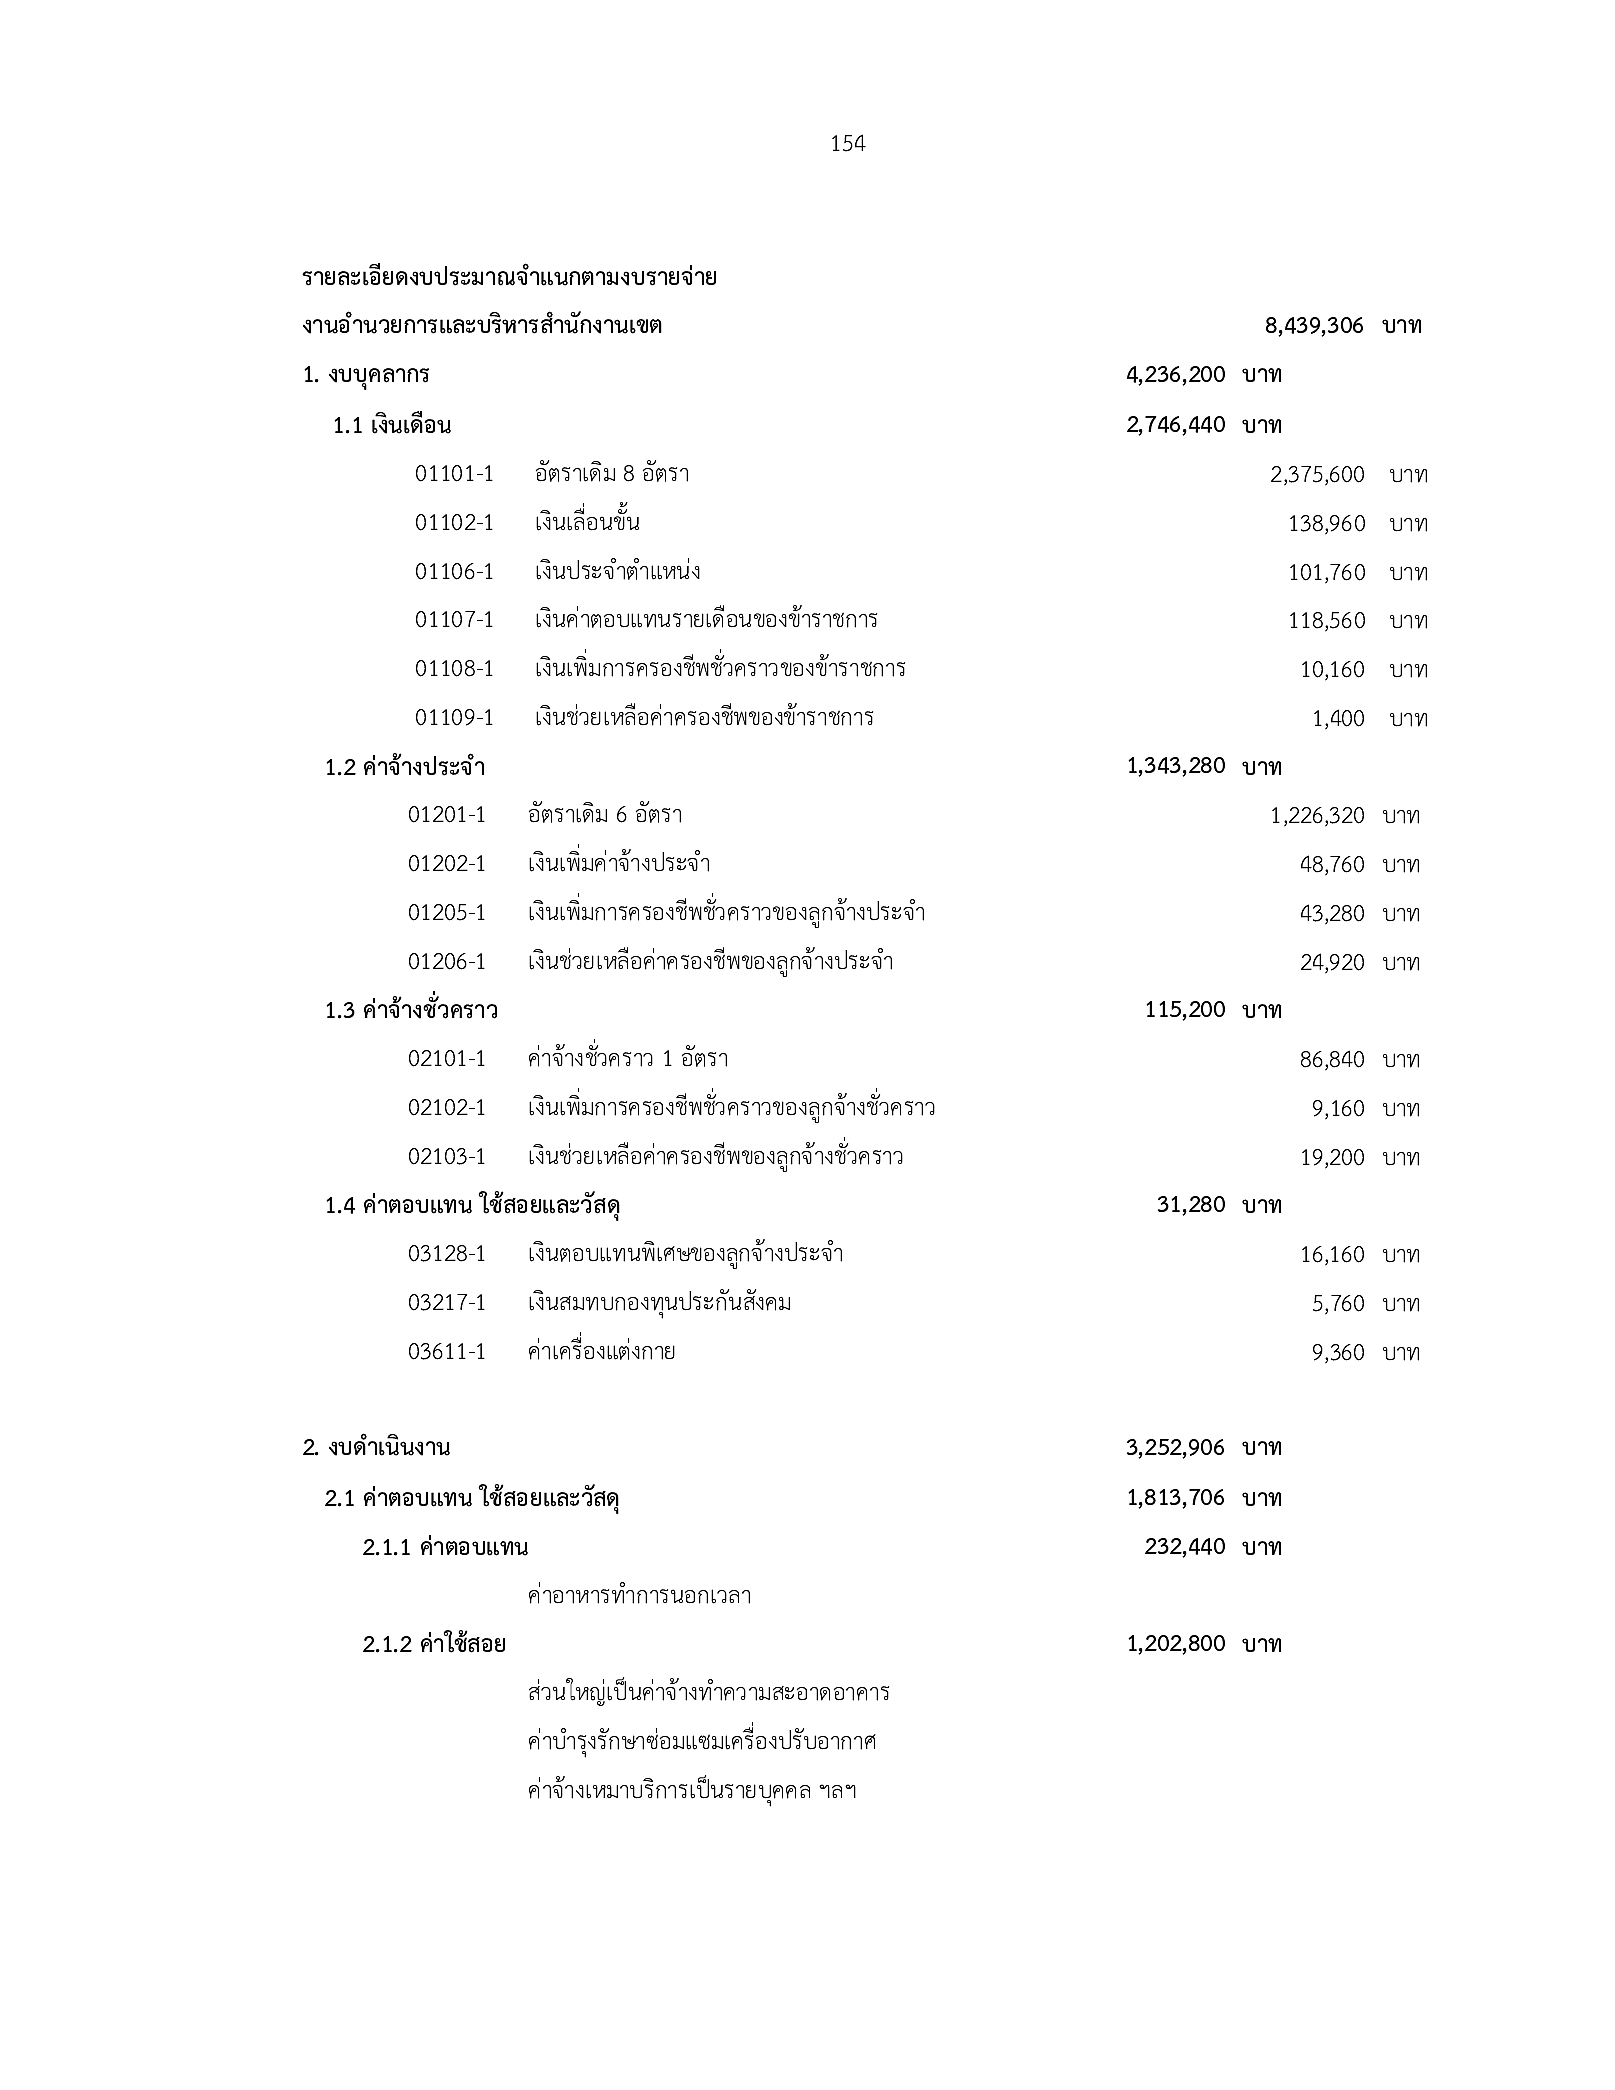 154
รายละเอียดงบประมาณจำแนกตามงบรายจ่าย
งานอำนวยการและบริหารสำนักงานเขต 8,439,306 บาท
1. งบบุคลากร 4,236,200 บาท
1.1 เงินเดือน 2,746,440 บาท
01101-1 อัตราเดิม 8 อัตรา 2,375,600 บาท
01102-1 เงินเลื่อนขั้น 138,960 บาท
01106-1 เงินประจำตำแหน่ง 101,760 บาท
01107-1 เงินค่าตอบแทนรายเดือนของข้าราชการ 118,560 บาท
01108-1 เงินเพิ่มการครองชีพชั่วคราวของข้าราชการ 10,160 บาท
01109-1 เงินช่วยเหลือค่าครองชีพของข้าราชการ 1,400 บาท
1.2 ค่าจ้างประจำ 1,343,280 บาท
01201-1 อัตราเดิม 6 อัตรา 1,226,320 บาท
01202-1 เงินเพิ่มค่าจ้างประจำ 48,760 บาท
01205-1 เงินเพิ่มการครองชีพชั่วคราวของลูกจ้างประจำ 43,280 บาท
01206-1 เงินช่วยเหลือค่าครองชีพของลูกจ้างประจำ 24,920 บาท
1.3 ค่าจ้างชั่วคราว 115,200 บาท
02101-1 ค่าจ้างชั่วคราว 1 อัตรา 86,840 บาท
02102-1 เงินเพิ่มการครองชีพชั่วคราวของลูกจ้างชั่วคราว 9,160 บาท
02103-1 เงินช่วยเหลือค่าครองชีพของลูกจ้างชั่วคราว 19,200 บาท
1.4 ค่าตอบแทน ใช้สอยและวัสดุ 31,280 บาท
03128-1 เงินตอบแทนพิเศษของลูกจ้างประจำ 16,160 บาท
03217-1 เงินสมทบกองทุนประกันสังคม 5,760 บาท
03611-1 ค่าเครื่องแต่งกาย 9,360 บาท
2. งบดำเนินงาน 3,252,906 บาท
2.1 ค่าตอบแทน ใช้สอยและวัสดุ 1,813,706 บาท
2.1.1 ค่าตอบแทน 232,440 บาท
ค่าอาหารทำการนอกเวลา
2.1.2 ค่าใช้สอย 1,202,800 บาท
ส่วนใหญ่เป็นค่าจ้างทำความสะอาดอาคาร
ค่าบำรุงรักษาซ่อมแซมเครื่องปรับอากาศ
ค่าจ้างเหมาบริการเป็นรายบุคคล ฯลฯ